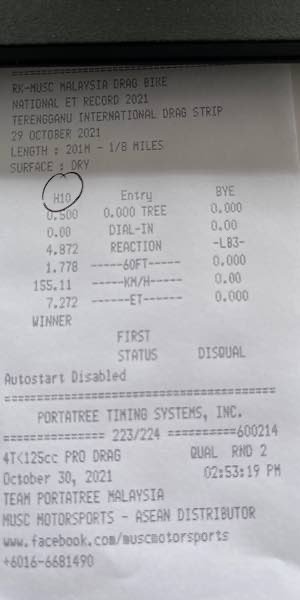 RK-MUSC MALAYSIA DRAG BIKE
NATIONAL ET RECORD 2021
TERENGGANU INTERNATIONAL DRAG STRIP
29 OCTOBER 2021
LENGTH : 201M - 1/8 MILES
SURFACE : DRY
H10 Entry BYE
0.500 0.000 TREE 0.000
0.00 DIAL-IN 0.00
4.872 REACTION -LB3-
1.778 -----60FT----- 0.000
155.11 -----KM/H----- 0.000
7.272 ------ET------ 0.000
WINNER
FIRST
STATUS DISQUAL
Autostart Disabled
PORTATREE TIMING SYSTEMS, INC.
=============== 223/224 ==========600214
4T<125cc PRO DRAG QUAL RND 2
October 30, 2021 02:53:19 PM
TEAM PORTATREE MALAYSIA
MUSC MOTORSPORTS - ASEAN DISTRIBUTOR
www.facebook.com/muscmotorsports
+6016-6681490